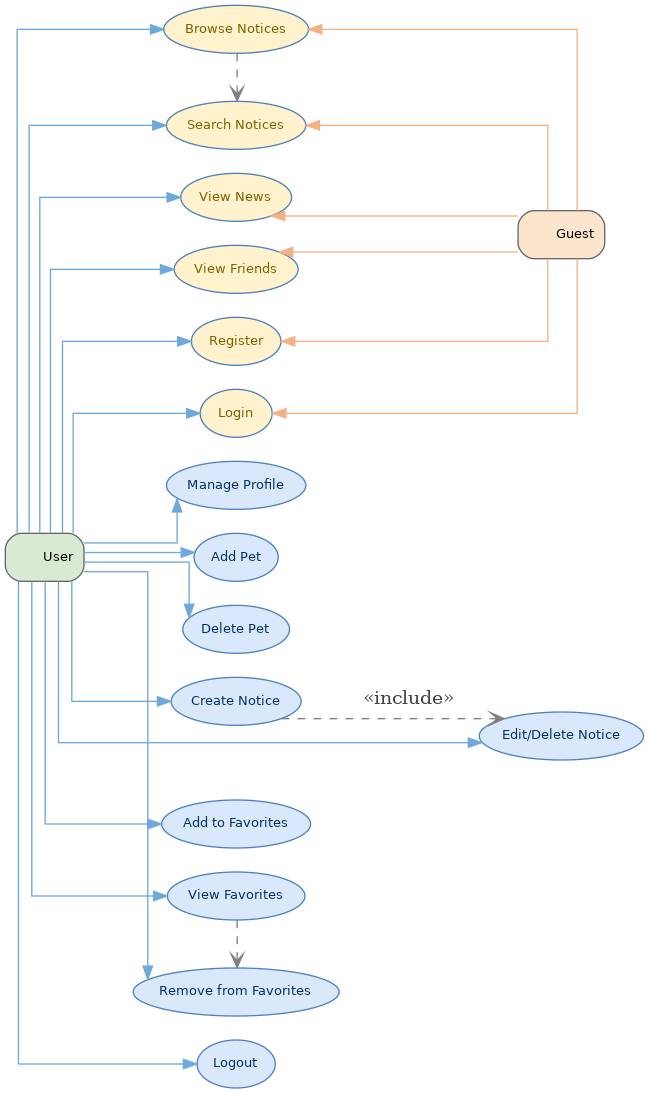 Browse Notices
Search Notices
View News
Guest
View Friends
Register
Login
Manage Profile
User
Add Pet
Delete Pet
Create Notice
«include»
Edit/Delete Notice
Add to Favorites
View Favorites
Remove from Favorites
Logout